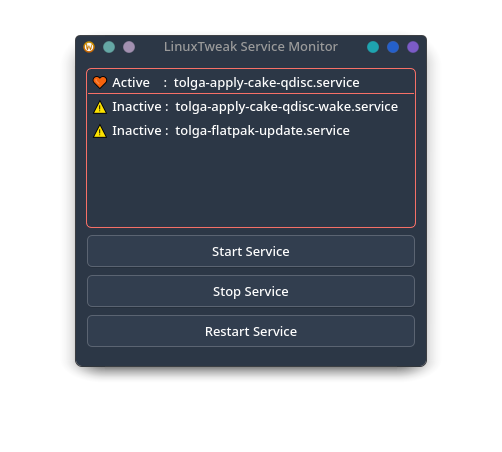 LinuxTweak Service Monitor
Active : tolga-apply-cake-qdisc.service
Inactive : tolga-apply-cake-qdisc-wake.service
Inactive : tolga-flatpak-update.service
Start Service
Stop Service
Restart Service